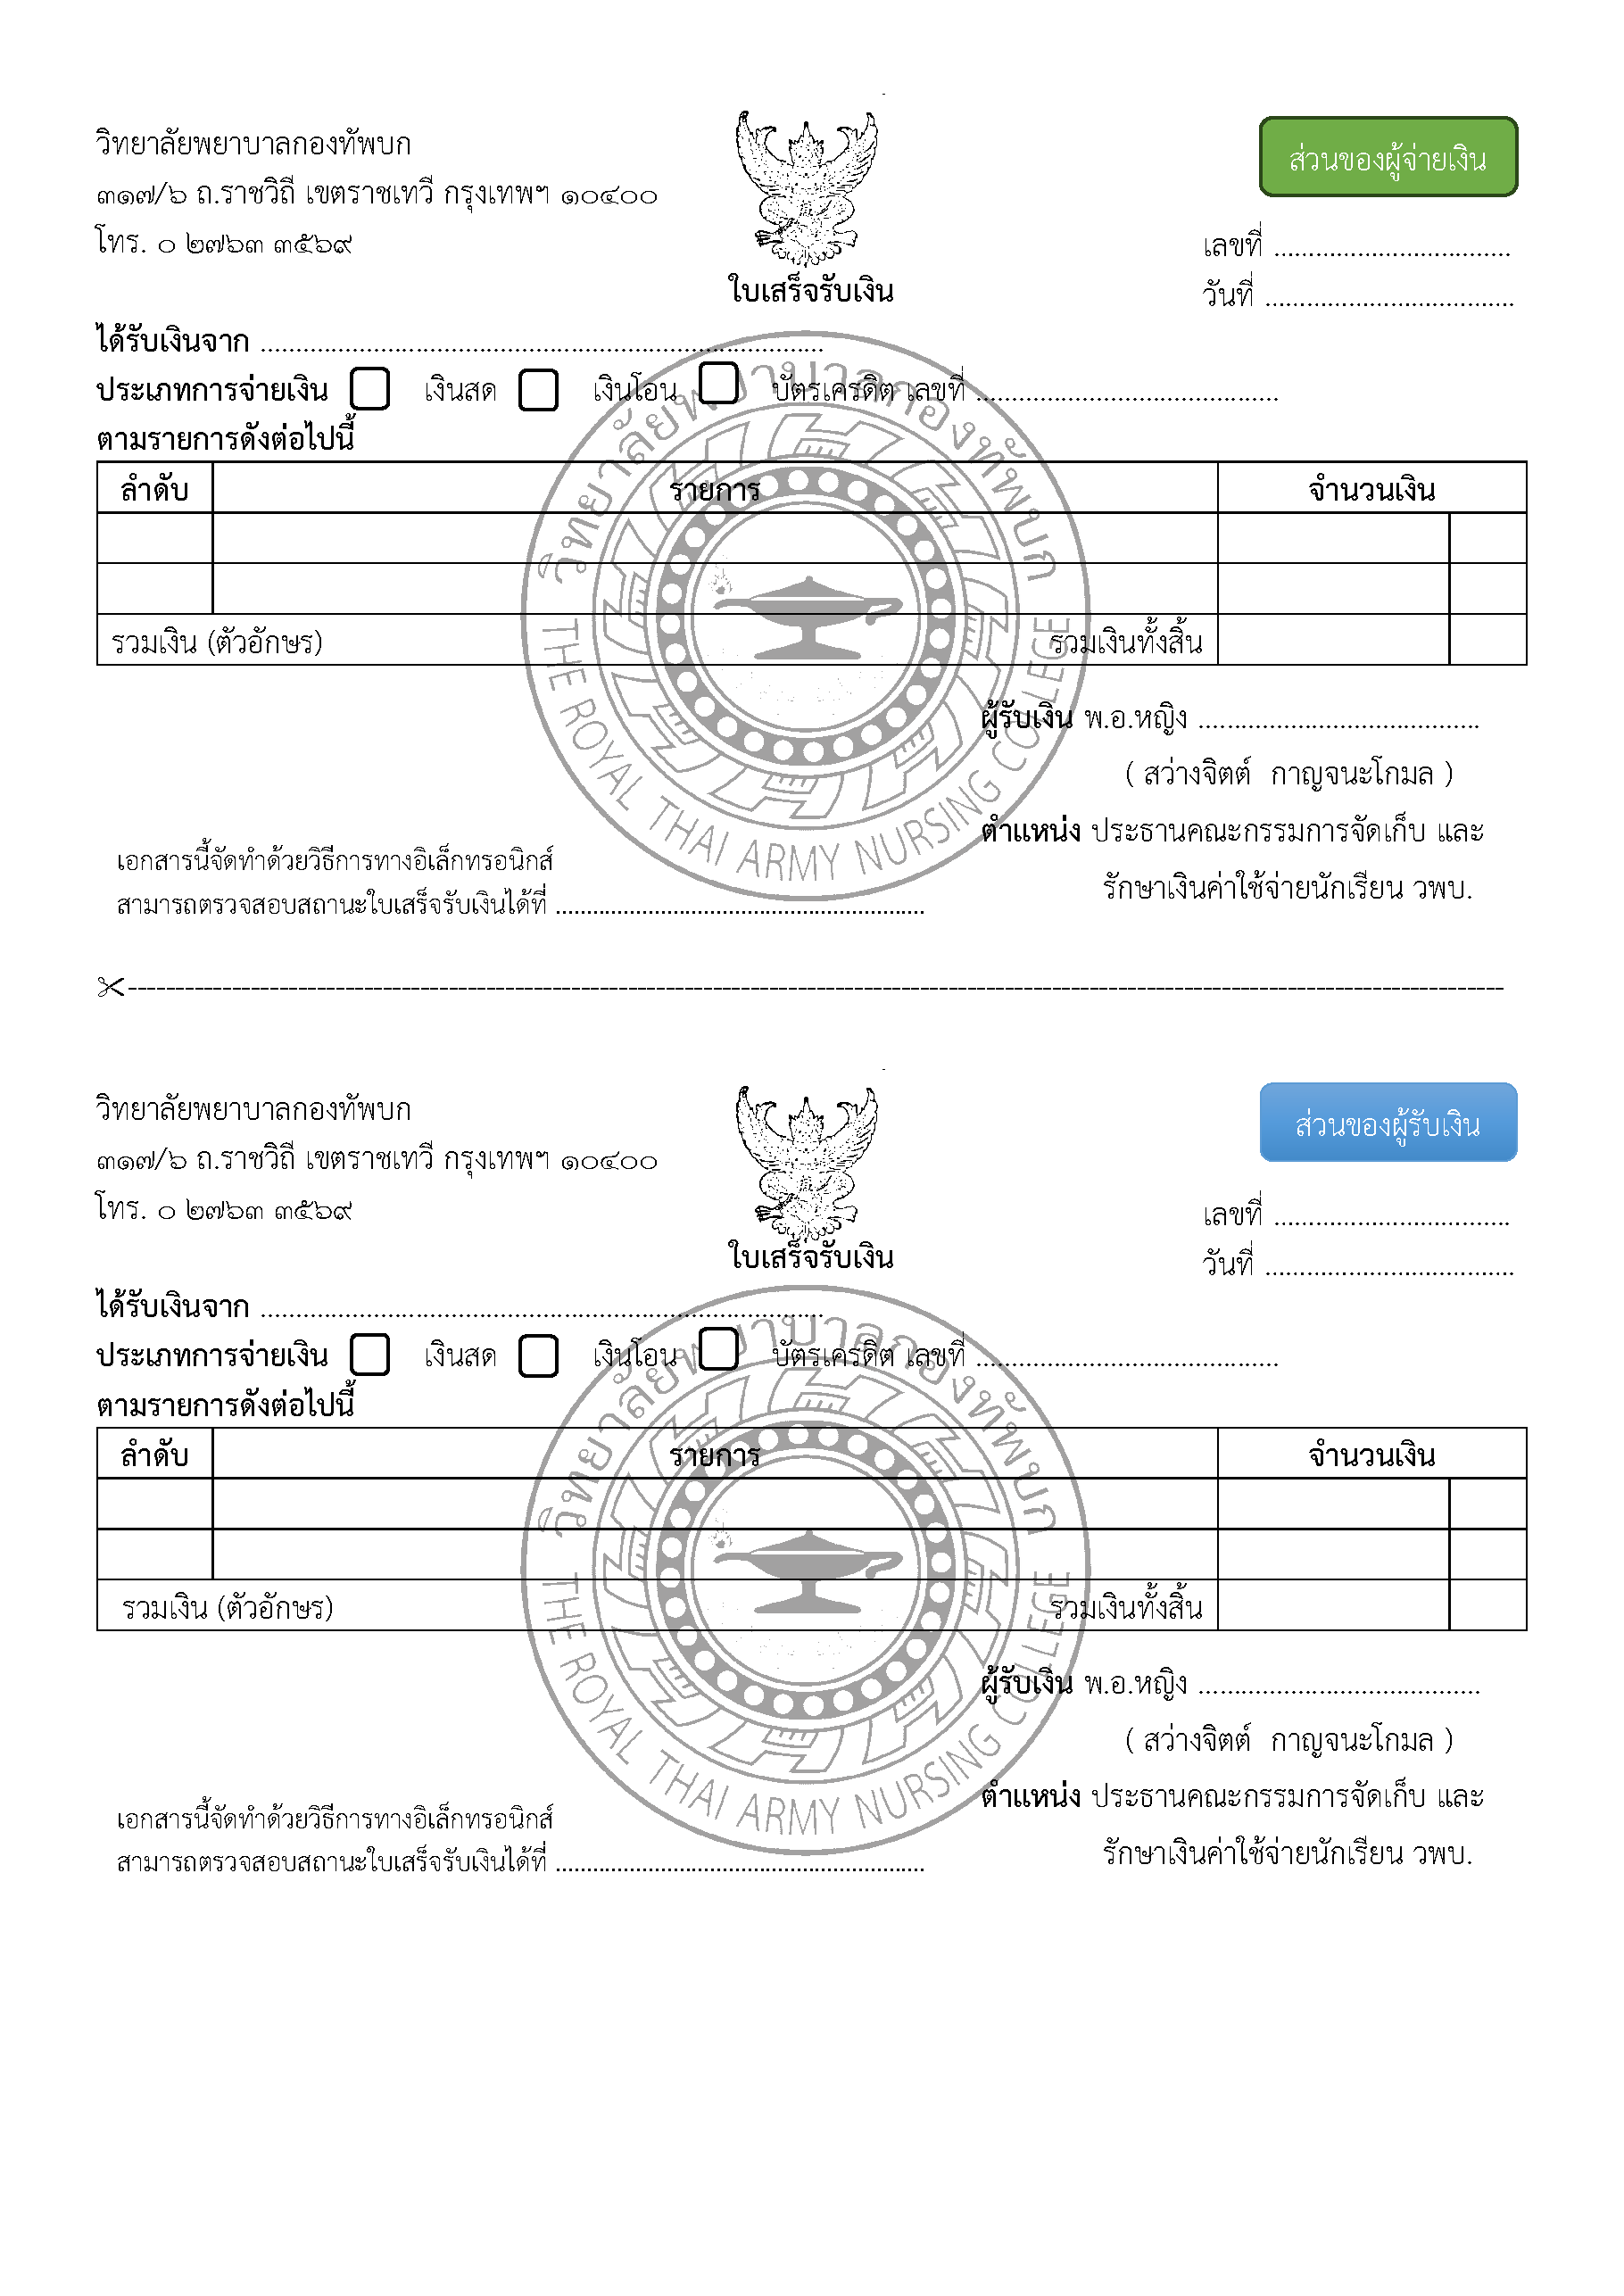 วิทยาลัยพยาบาลกองทัพบก
๓๑๗/๖ ถ.ราชวิถี เขตราชเทวี กรุงเทพฯ ๑๐๔๐๐
โทร. ๐ ๒๗๖๓ ๓๕๖๙
ส่วนของผู้จ่ายเงิน
เลขที่ ..................................
วันที่ ....................................
ใบเสร็จรับเงิน
ได้รับเงินจาก ................................................................................
ประเภทการจ่ายเงิน เงินสด เงินโอน บัตรเครดิต เลขที่ ...........................................
ตามรายการดังต่อไปนี้
ลำดับ รายการ จำนวนเงิน
รวมเงิน (ตัวอักษร) รวมเงินทั้งสิ้น
ผู้รับเงิน พ.อ.หญิง ........................................
( สว่างจิตต์ กาญจนะโกมล )
ตำแหน่ง ประธานคณะกรรมการจัดเก็บ และ
รักษาเงินค่าใช้จ่ายนักเรียน วพบ.
เอกสารนี้จัดทำด้วยวิธีการทางอิเล็กทรอนิกส์
สามารถตรวจสอบสถานะใบเสร็จรับเงินได้ที่ ............................................................
วิทยาลัยพยาบาลกองทัพบก
THE ROYAL THAI ARMY NURSING COLLEGE
วิทยาลัยพยาบาลกองทัพบก
๓๑๗/๖ ถ.ราชวิถี เขตราชเทวี กรุงเทพฯ ๑๐๔๐๐
โทร. ๐ ๒๗๖๓ ๓๕๖๙
ส่วนของผู้รับเงิน
เลขที่ ..................................
วันที่ ....................................
ใบเสร็จรับเงิน
ได้รับเงินจาก ................................................................................
ประเภทการจ่ายเงิน เงินสด เงินโอน บัตรเครดิต เลขที่ ...........................................
ตามรายการดังต่อไปนี้
ลำดับ รายการ จำนวนเงิน
รวมเงิน (ตัวอักษร) รวมเงินทั้งสิ้น
ผู้รับเงิน พ.อ.หญิง ........................................
( สว่างจิตต์ กาญจนะโกมล )
ตำแหน่ง ประธานคณะกรรมการจัดเก็บ และ
รักษาเงินค่าใช้จ่ายนักเรียน วพบ.
เอกสารนี้จัดทำด้วยวิธีการทางอิเล็กทรอนิกส์
สามารถตรวจสอบสถานะใบเสร็จรับเงินได้ที่ ............................................................
วิทยาลัยพยาบาลกองทัพบก
THE ROYAL THAI ARMY NURSING COLLEGE